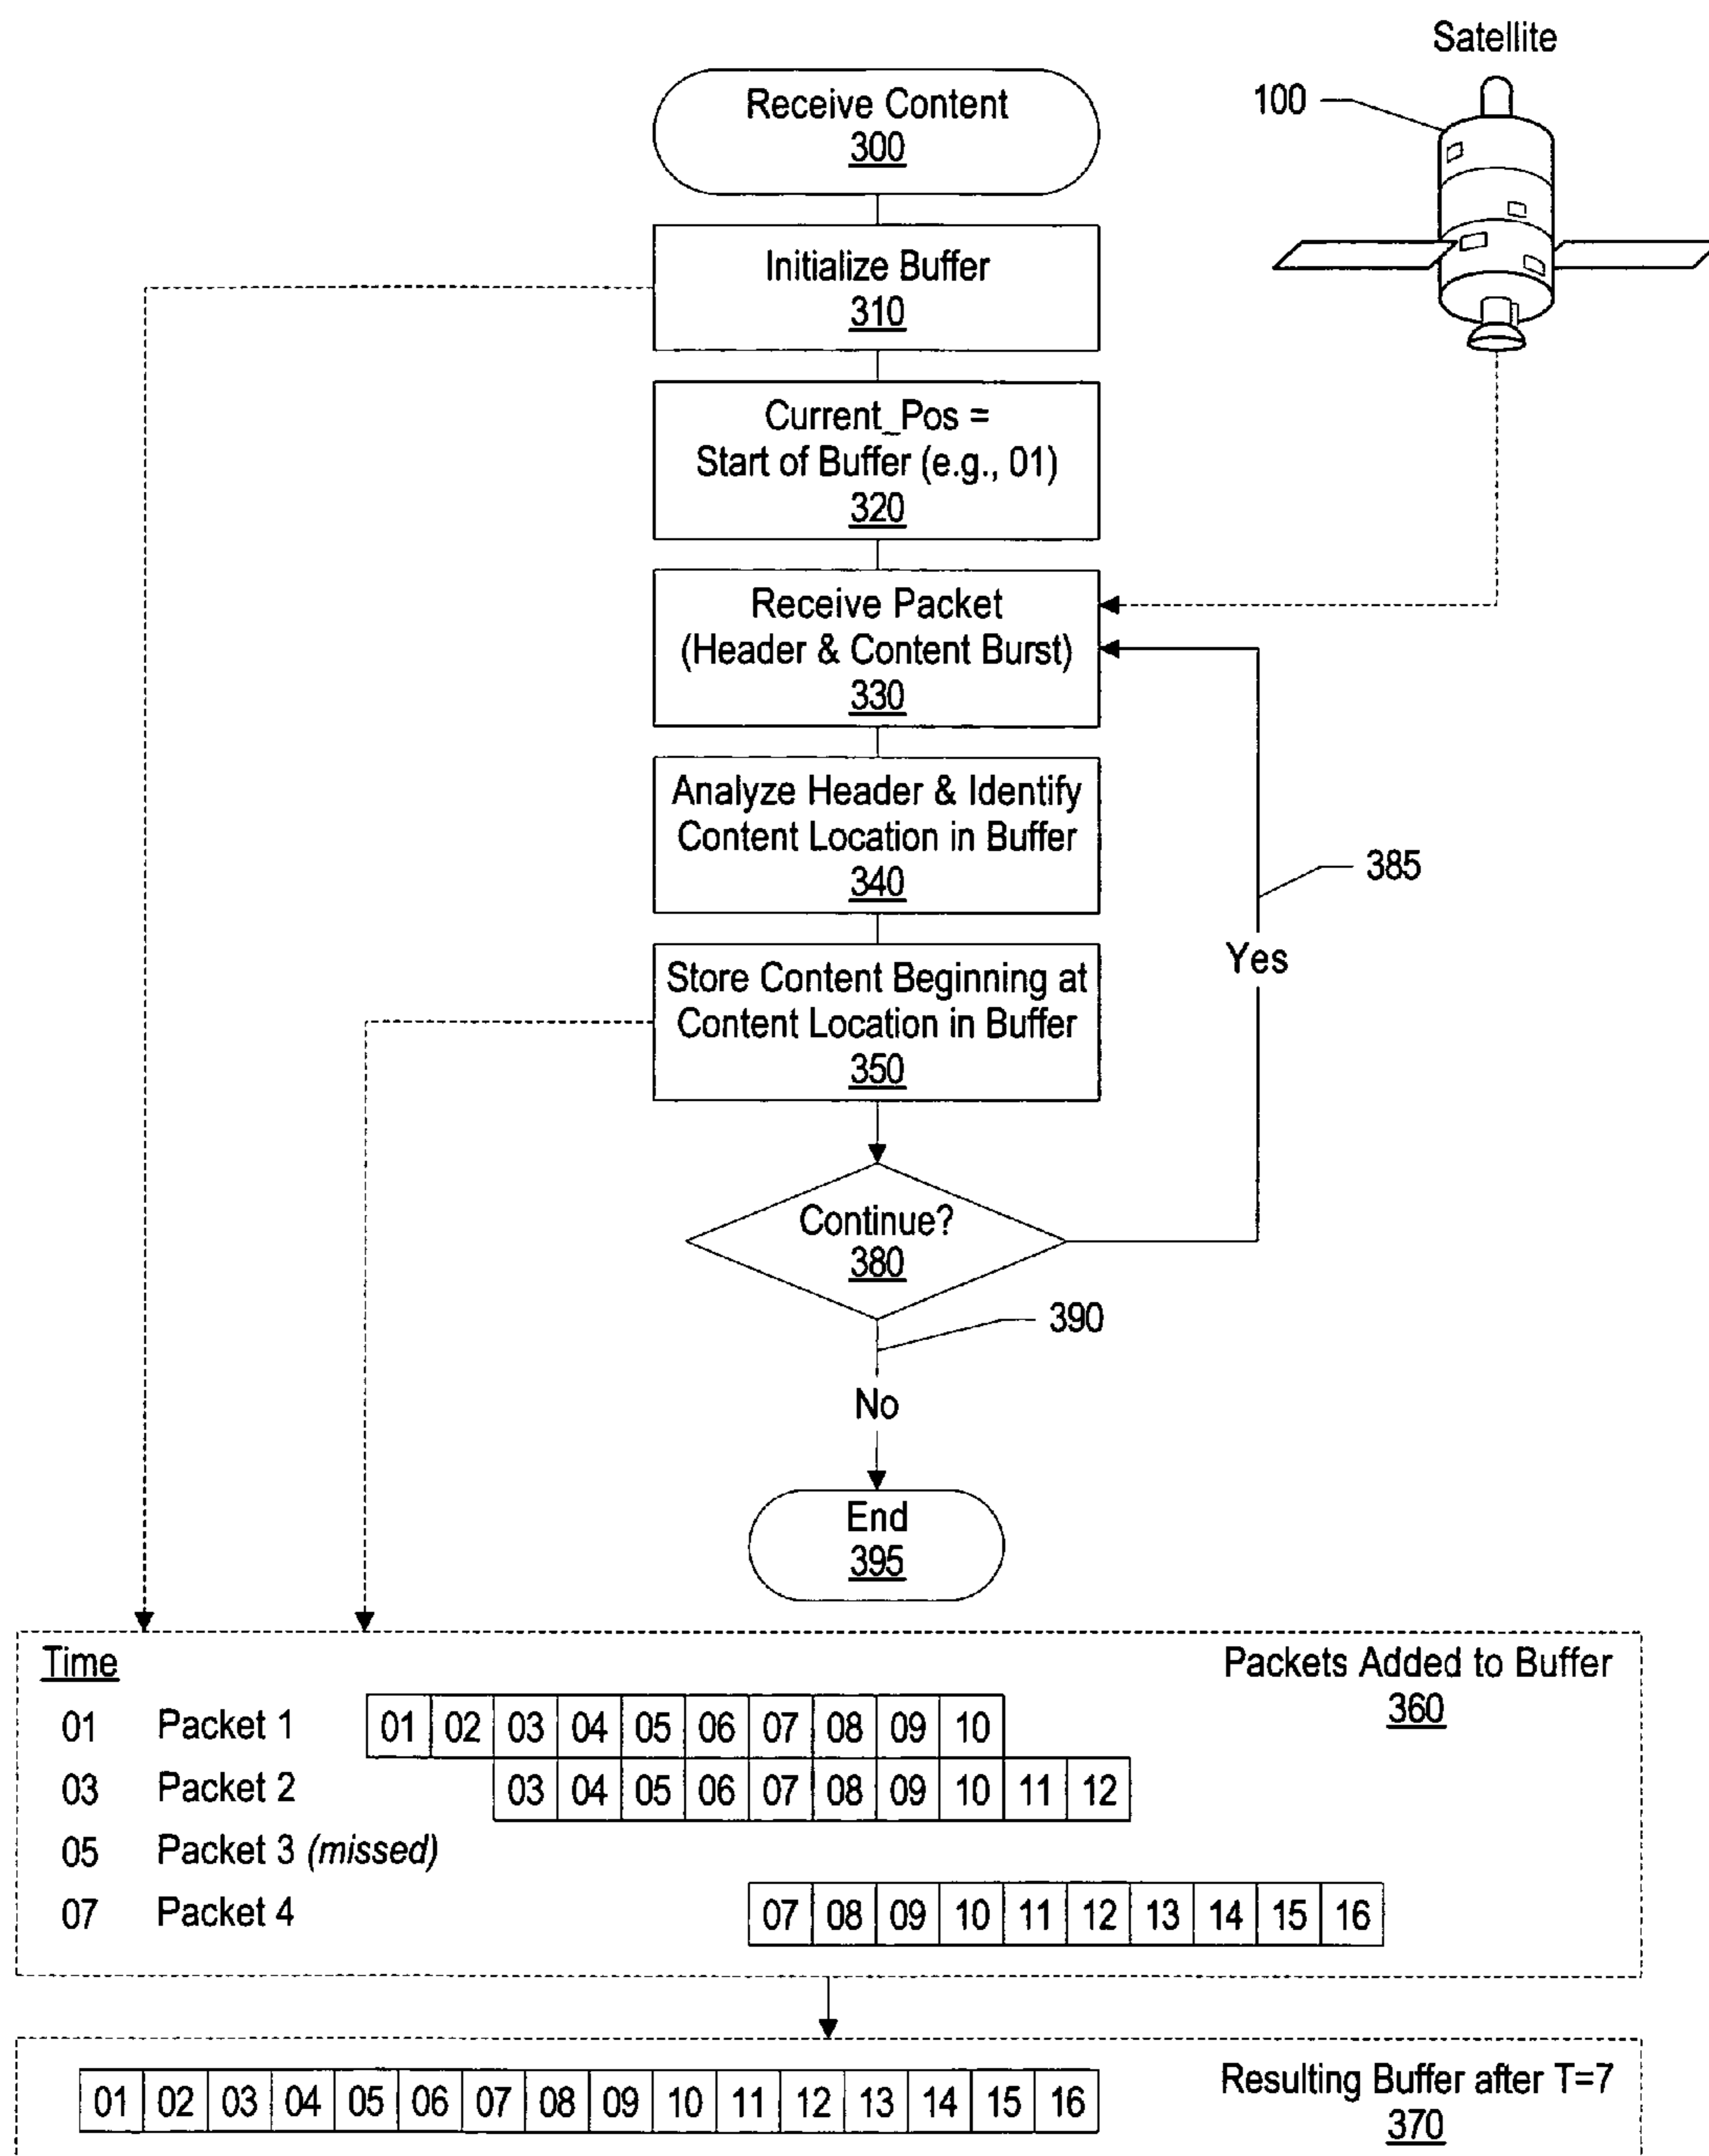 Satellite
100
Receive Content
300
Initialize Buffer
310
Current_Pos =
Start of Buffer (e.g., 01)
320
Receive Packet
(Header & Content Burst)
330
Analyze Header & Identify
Content Location in Buffer
340
385
Store Content Beginning at
Content Location in Buffer
350
Yes
Continue?
380
390
No
End
395
Time
Packets Added to Buffer
360
01 Packet 1 01 02 03 04 05 06 07 08 09 10
03 Packet 2 03 04 05 06 07 08 09 10 11 12
05 Packet 3 (missed)
07 Packet 4 07 08 09 10 11 12 13 14 15 16
01 02 03 04 05 06 07 08 09 10 11 12 13 14 15 16
Resulting Buffer after T=7
370